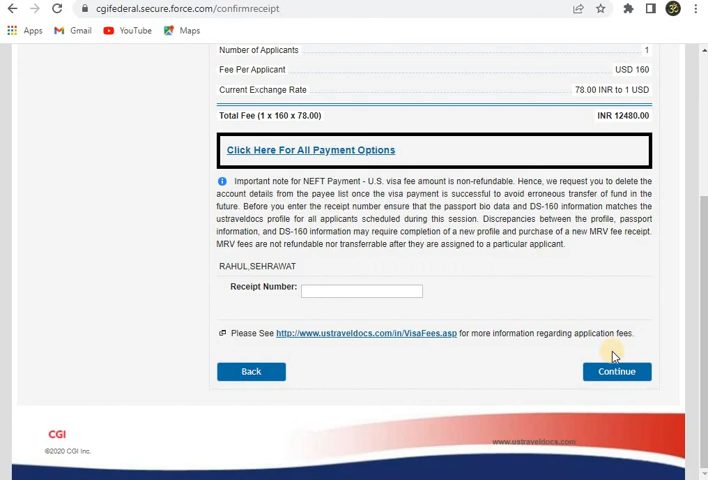 cgifederal.secure.force.com/confirmreceipt
Apps Gmail YouTube Maps
Number of Applicants 1
Fee Per Applicant USD 160
Current Exchange Rate 78.00 INR to 1 USD
Total Fee (1 x 160 x 78.00) INR 12480.00
Click Here For All Payment Options
Important note for NEFT Payment - U.S. visa fee amount is non-refundable. Hence, we request you to delete the
account details from the payee list once the visa payment is successful to avoid erroneous transfer of fund in the
future. Before you enter the receipt number ensure that the passport bio data and DS-160 information matches the
ustraveldocs profile for all applicants scheduled during this session. Discrepancies between the profile, passport
information, and DS-160 information may require completion of a new profile and purchase of a new MRV fee receipt.
MRV fees are not refundable nor transferrable after they are assigned to a particular applicant.
RAHUL,SEHRAWAT
Receipt Number:
Please See http://www.ustraveldocs.com/in/VisaFees.asp for more information regarding application fees.
Back Continue
CGI
www.ustraveldocs.com
©2020 CGI Inc.